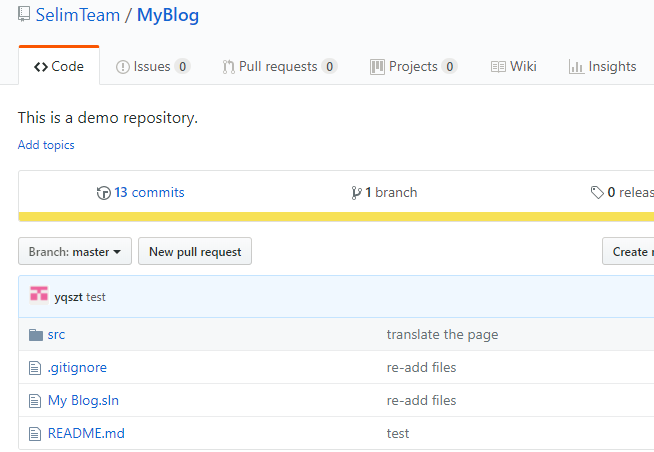 SelimTeam / MyBlog
Code Issues 0 Pull requests 0 Projects 0 Wiki Insights
This is a demo repository.
Add topics
13 commits 1 branch 0 releas
Branch: master New pull request Create
yqszt test
src translate the page
.gitignore re-add files
My Blog.sln re-add files
README.md test